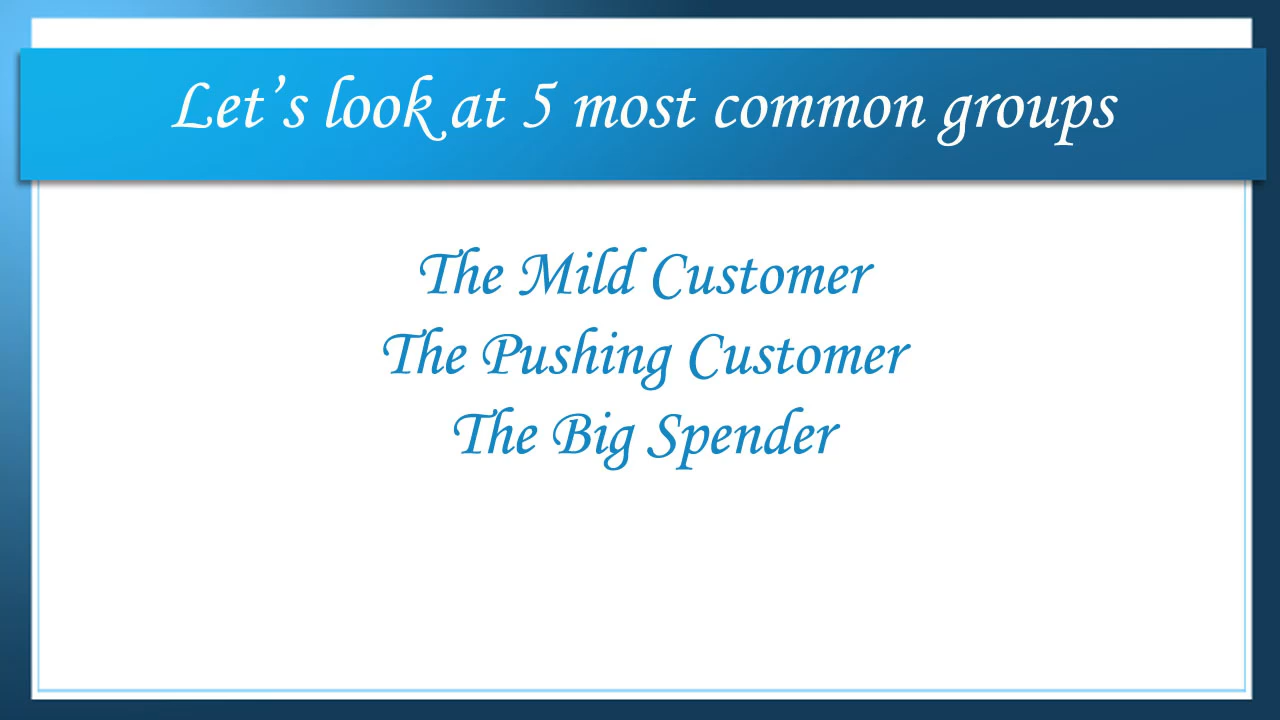 Let’s look at 5 most common groups
The Mild Customer
The Pushing Customer
The Big Spender